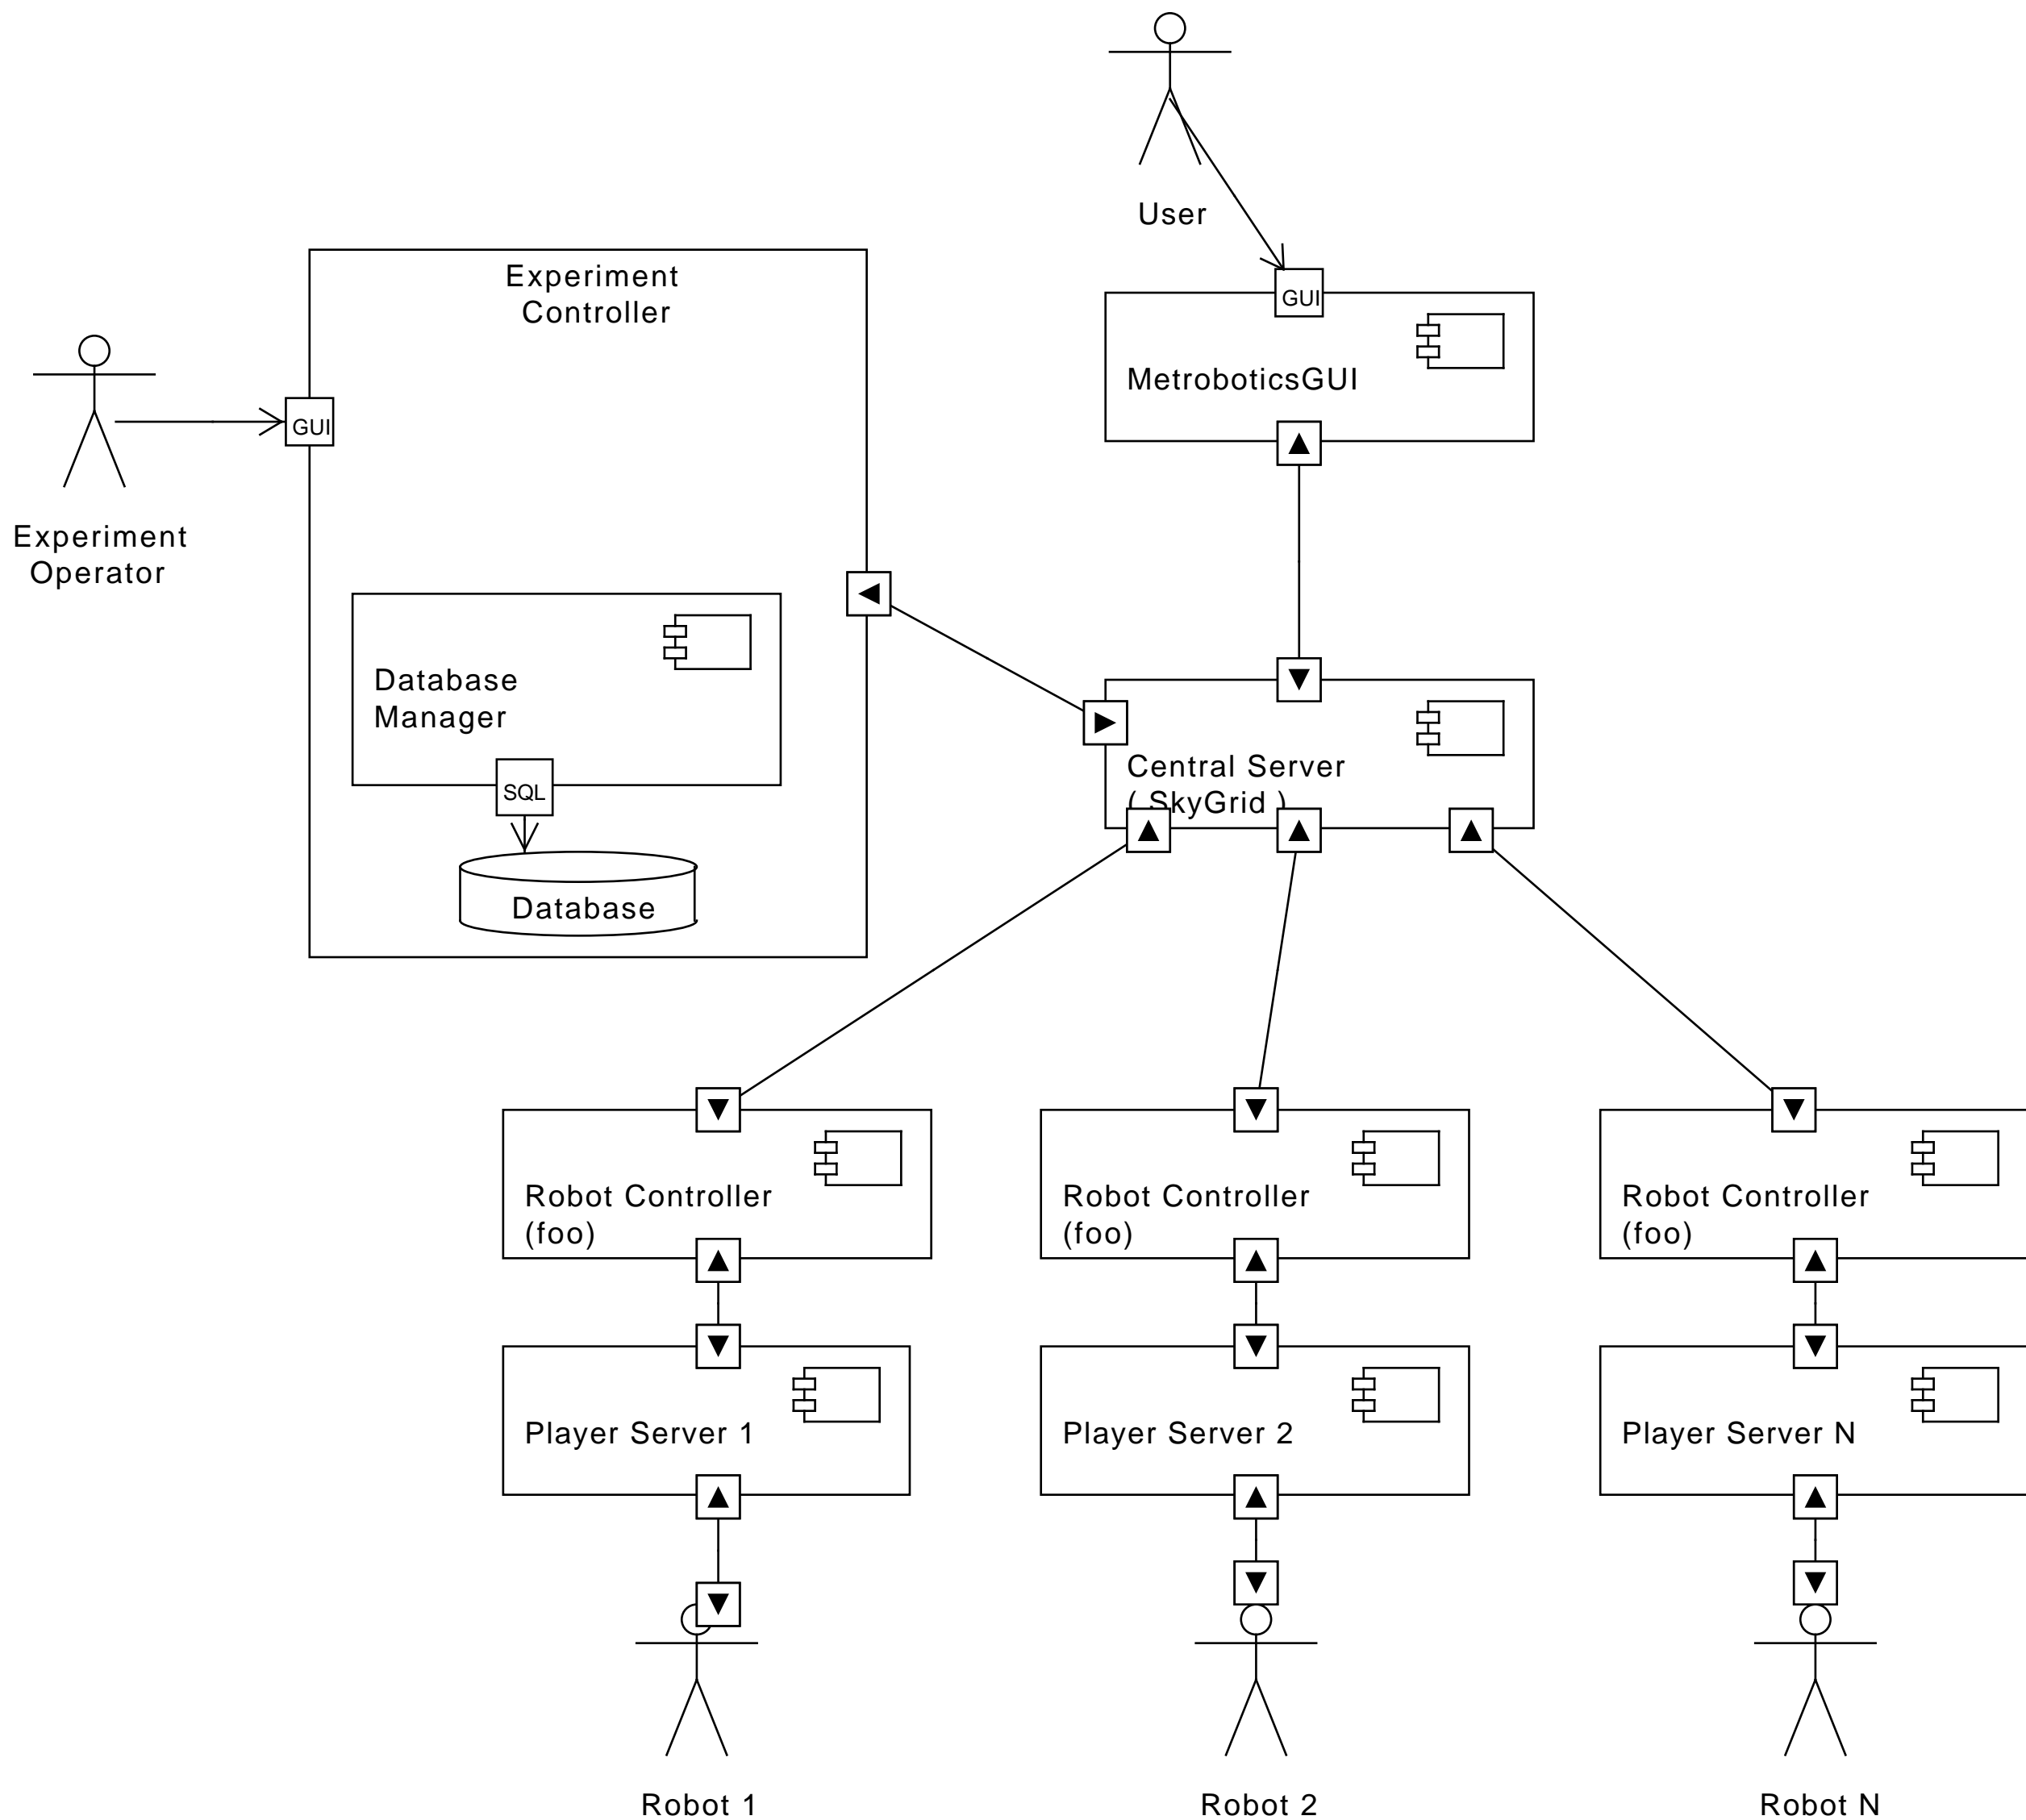 User
Experiment
Controller
GUI
MetroboticsGUI
GUI
Experiment
Operator
Database
Manager
SQL
Database
Central Server
( SkyGrid )
Robot Controller
(foo)
Robot Controller
(foo)
Robot Controller
(foo)
Player Server 1
Player Server 2
Player Server N
Robot 1
Robot 2
Robot N